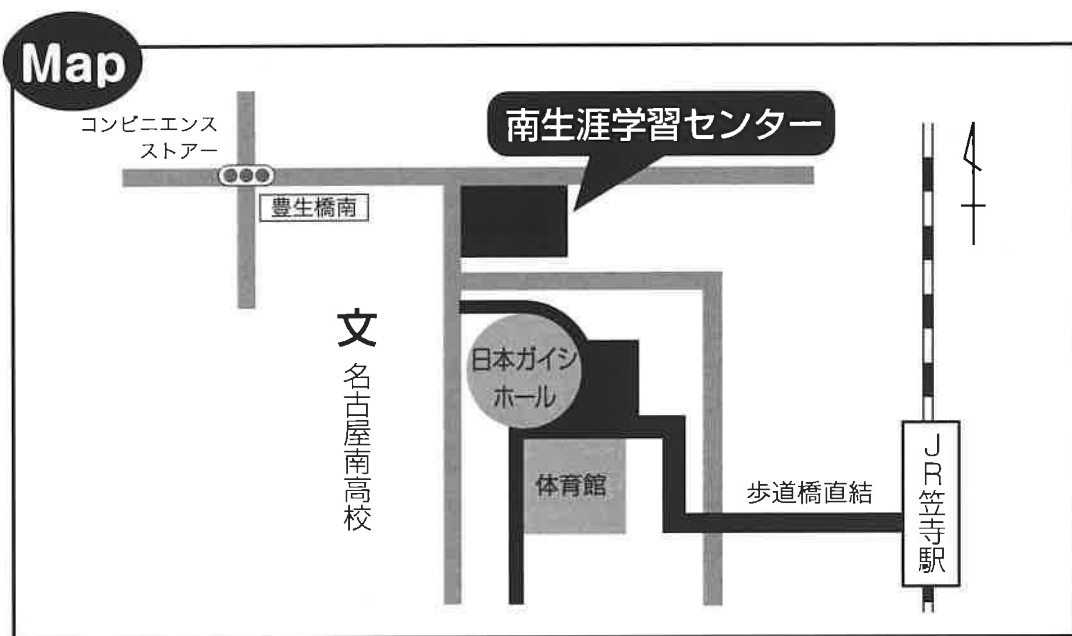 Map
コンビニエンス
ストアー
南生涯学習センター
豊生橋南
文
名古屋南高校
日本ガイシ
ホール
体育館
歩道橋直結
JR笠寺駅